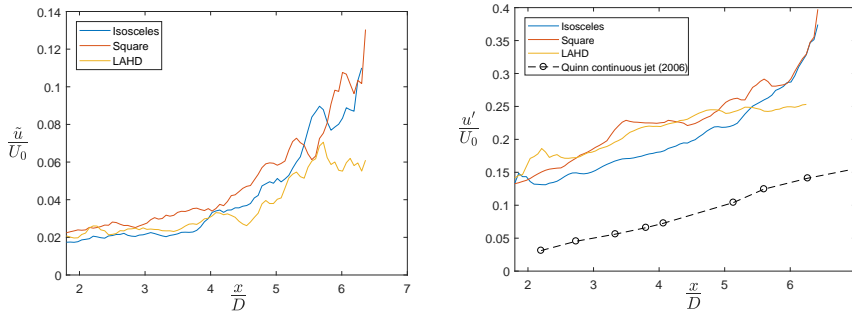 0.14
0.12
0.1
0.08
0.06
0.04
0.02
0
ũ
U₀
Isosceles
Square
LAHD
2 3 4 5 6 7
x
D
0.4
0.35
0.3
0.25
0.2
0.15
0.1
0.05
0
u′
U₀
Isosceles
Square
LAHD
Quinn continuous jet (2006)
2 3 4 5 6
x
D